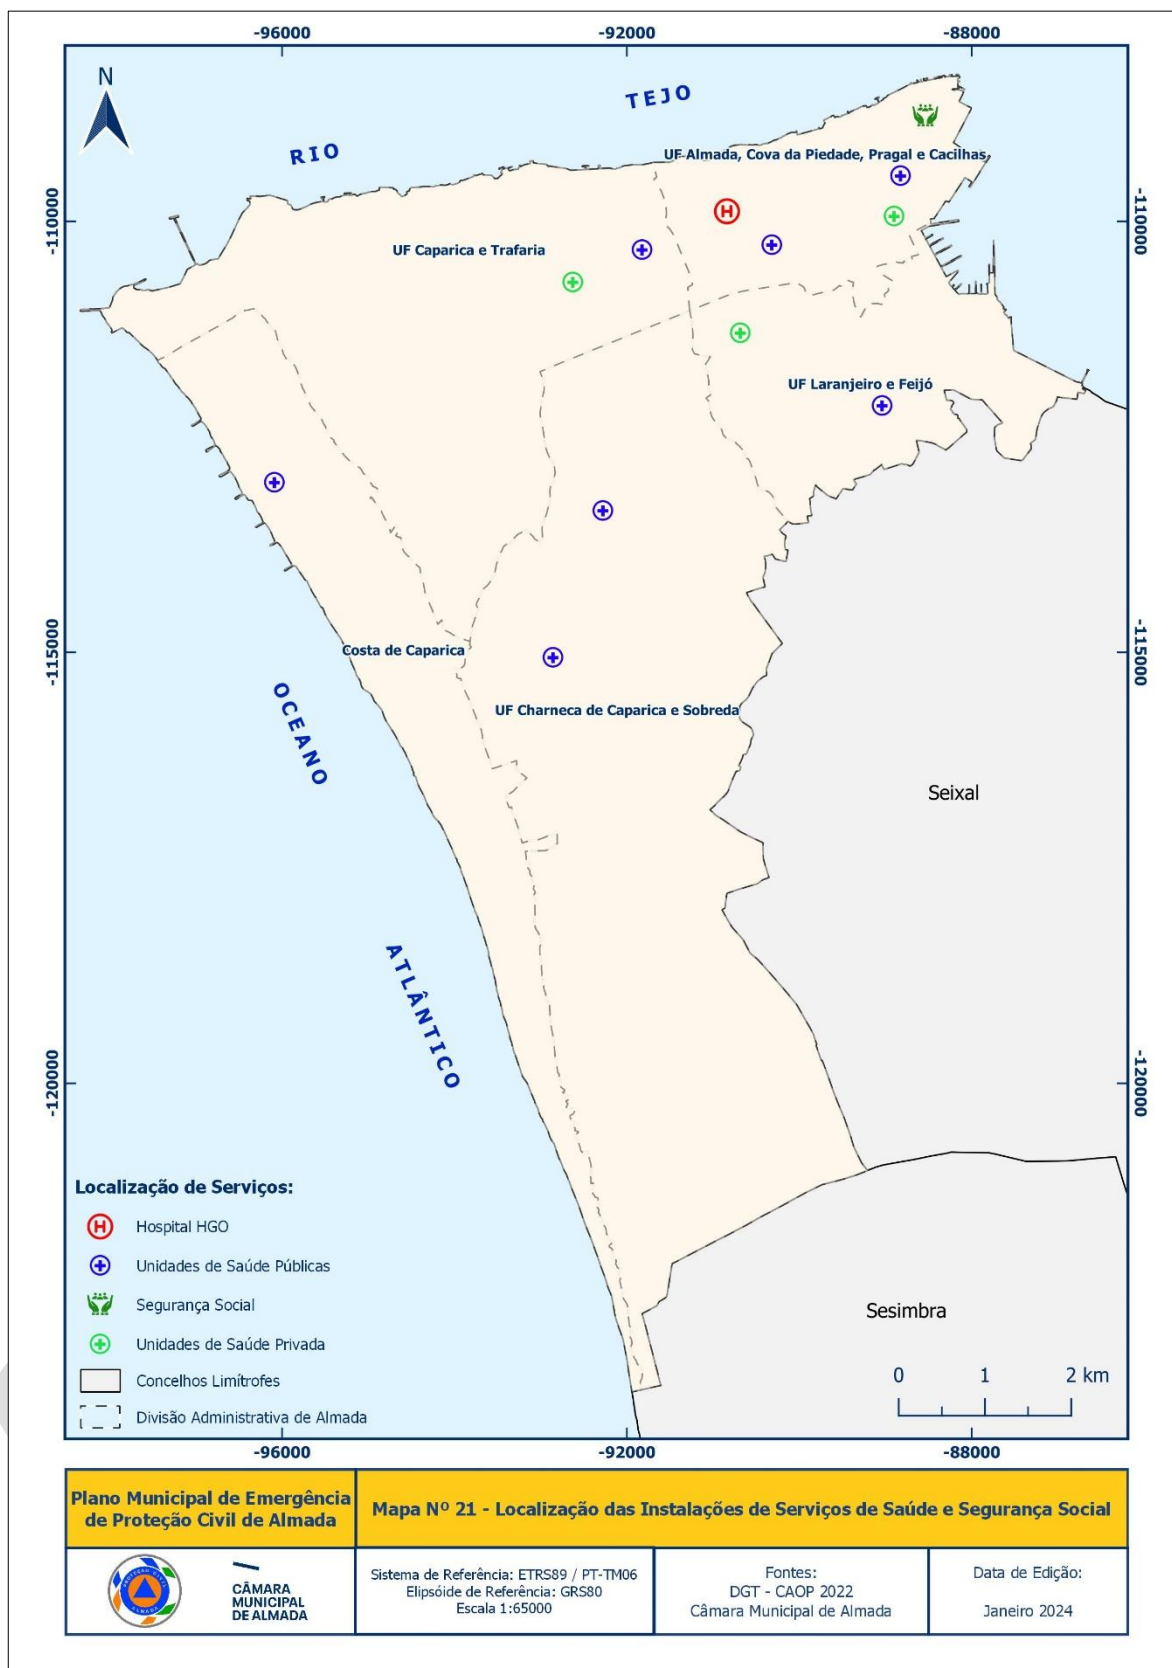 -96000
-92000
-88000
N
RIO
TEJO
UF Almada, Cova da Piedade, Pragal e Cacilhas
H
-110000
-110000
UF Caparica e Trafaria
UF Laranjeiro e Feijó
Costa de Caparica
-115000
-115000
UF Charneca de Caparica e Sobreda
OCEANO
Seixal
ATLÂNTICO
-120000
-120000
Localização de Serviços:
H Hospital HGO
Unidades de Saúde Públicas
Segurança Social
Unidades de Saúde Privada
Concelhos Limítrofes
Divisão Administrativa de Almada
Sesimbra
0 1 2 km
-96000
-92000
-88000
Plano Municipal de Emergência
de Proteção Civil de Almada
Mapa Nº 21 - Localização das Instalações de Serviços de Saúde e Segurança Social
PROTEÇÃO CIVIL
ALMADA
CÂMARA
MUNICIPAL
DE ALMADA
Sistema de Referência: ETRS89 / PT-TM06
Elipsóide de Referência: GRS80
Escala 1:65000
Fontes:
DGT - CAOP 2022
Câmara Municipal de Almada
Data de Edição:
Janeiro 2024